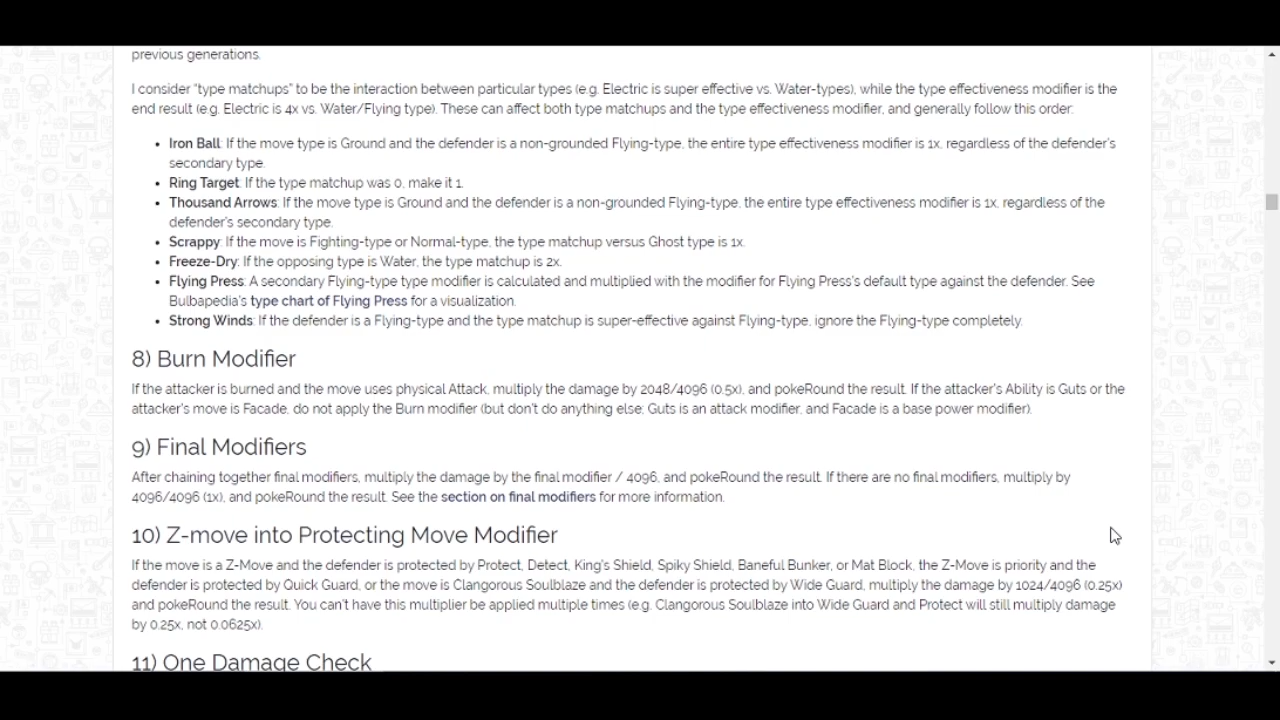 previous generations.
I consider “type matchups” to be the interaction between particular types (e.g. Electric is super effective vs. Water-types), while the type effectiveness modifier is the
end result (e.g. Electric is 4x vs. Water/Flying type). These can affect both type matchups and the type effectiveness modifier, and generally follow this order:
• Iron Ball: If the move type is Ground and the defender is a non-grounded Flying-type, the entire type effectiveness modifier is 1x, regardless of the defender’s
secondary type.
• Ring Target: If the type matchup was 0, make it 1.
• Thousand Arrows: If the move type is Ground and the defender is a non-grounded Flying-type, the entire type effectiveness modifier is 1x, regardless of the
defender’s secondary type.
• Scrappy: If the move is Fighting-type or Normal-type, the type matchup versus Ghost type is 1x.
• Freeze-Dry: If the opposing type is Water, the type matchup is 2x.
• Flying Press: A secondary Flying-type type modifier is calculated and multiplied with the modifier for Flying Press’s default type against the defender. See
Bulbapedia’s type chart of Flying Press for a visualization.
• Strong Winds: If the defender is a Flying-type and the type matchup is super-effective against Flying-type, ignore the Flying-type completely.
8) Burn Modifier
If the attacker is burned and the move uses physical Attack, multiply the damage by 2048/4096 (0.5x), and pokeRound the result. If the attacker’s Ability is Guts or the
attacker’s move is Facade, do not apply the Burn modifier (but don’t do anything else; Guts is an attack modifier, and Facade is a base power modifier).
9) Final Modifiers
After chaining together final modifiers, multiply the damage by the final modifier / 4096, and pokeRound the result. If there are no final modifiers, multiply by
4096/4096 (1x), and pokeRound the result. See the section on final modifiers for more information.
10) Z-move into Protecting Move Modifier
If the move is a Z-Move and the defender is protected by Protect, Detect, King’s Shield, Spiky Shield, Baneful Bunker, or Mat Block, the Z-Move is priority and the
defender is protected by Quick Guard, or the move is Clangorous Soulblaze and the defender is protected by Wide Guard, multiply the damage by 1024/4096 (0.25x)
and pokeRound the result. You can’t have this multiplier be applied multiple times (e.g. Clangorous Soulblaze into Wide Guard and Protect will still multiply damage
by 0.25x, not 0.0625x).
11) One Damage Check